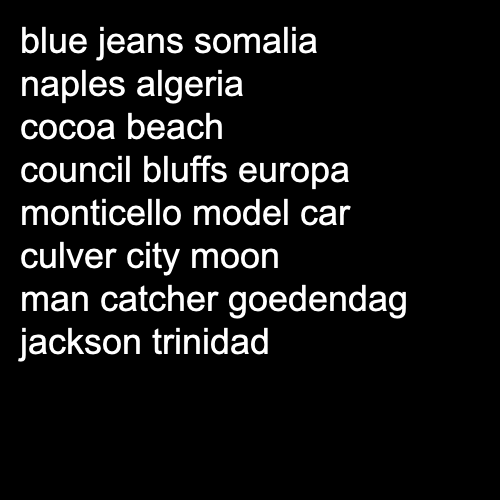 blue jeans somalia
naples algeria
cocoa beach
council bluffs europa
monticello model car
culver city moon
man catcher goedendag
jackson trinidad